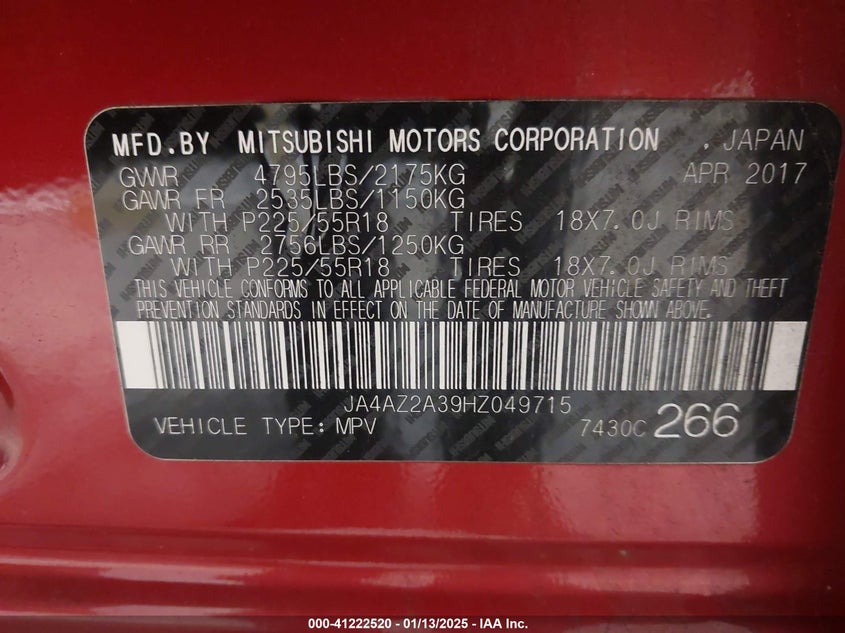 MFD.BY MITSUBISHI MOTORS CORPORATION . JAPAN
GVWR 4795LBS/2175KG APR 2017
GAWR FR 2535LBS/1150KG
WITH P225/55R18 TIRES 18X7.0J RIMS
GAWR RR 2756LBS/1250KG
WITH P225/55R18 TIRES 18X7.0J RIMS
THIS VEHICLE CONFORMS TO ALL APPLICABLE FEDERAL MOTOR VEHICLE SAFETY AND THEFT
PREVENTION STANDARDS IN EFFECT ON THE DATE OF MANUFACTURE SHOWN ABOVE.
JA4AZ2A39HZ049715
VEHICLE TYPE: MPV 7430C 266
000-41222520 - 01/13/2025 - IAA Inc.